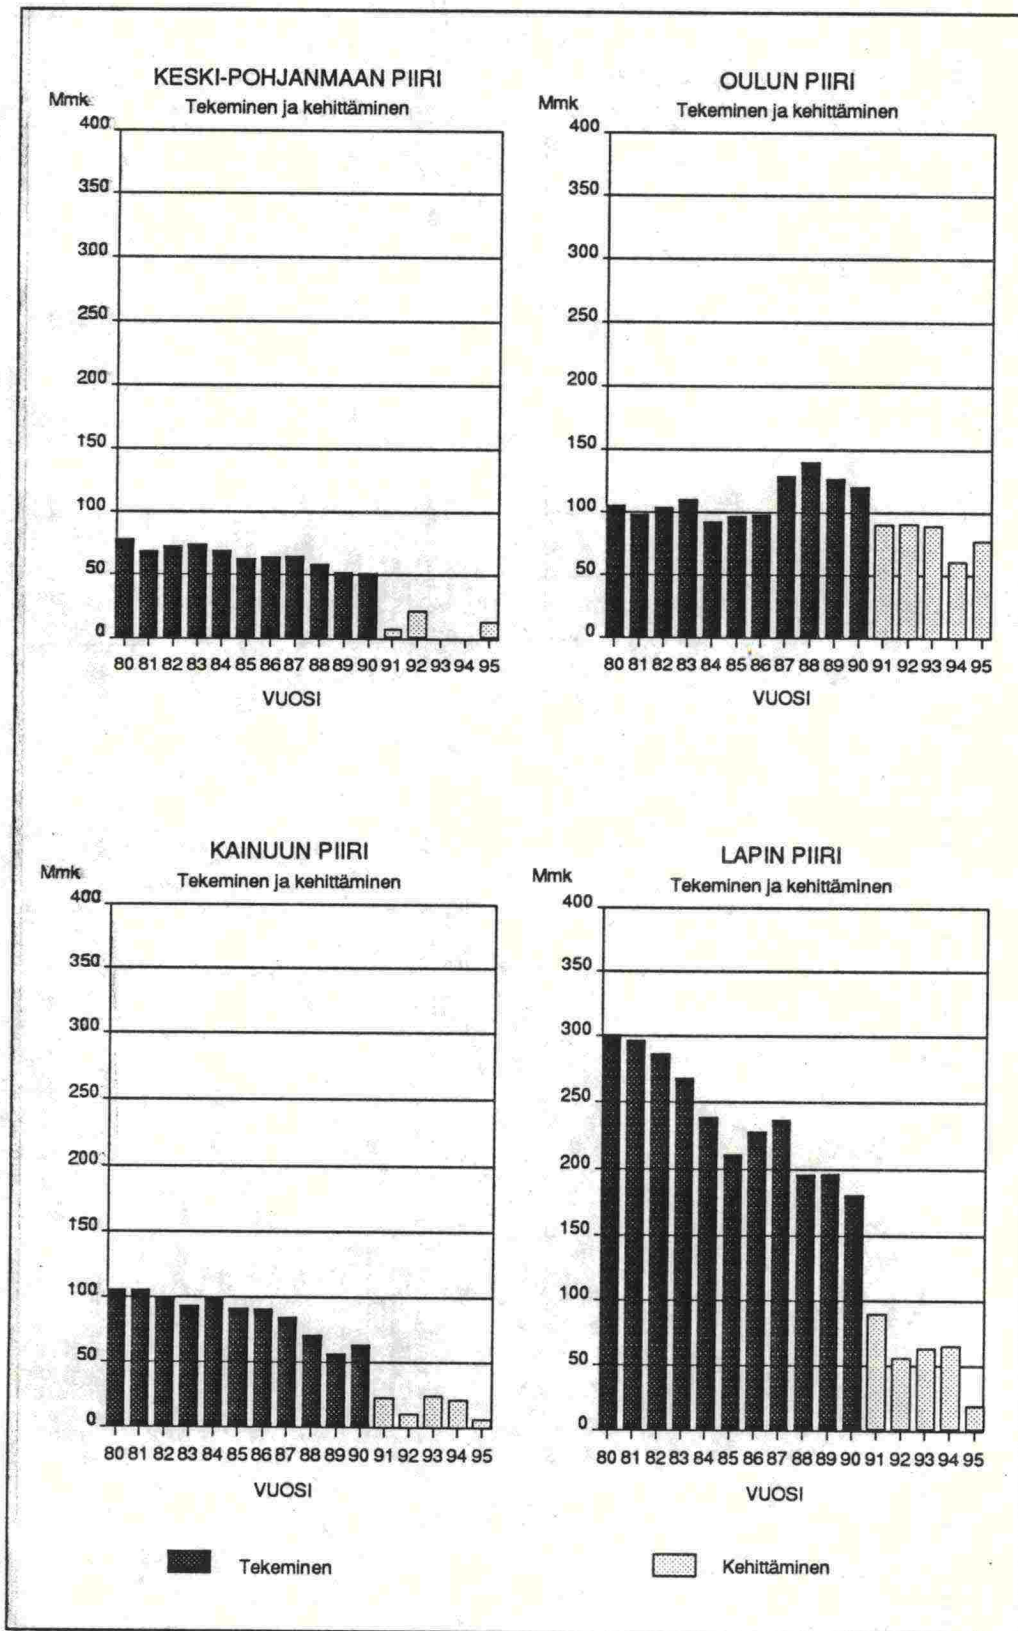 KESKI-POHJANMAAN PIIRI
Mmk Tekeminen ja kehittäminen
400
350
300
250
200
150
100
50
0
80 81 82 83 84 85 86 87 88 89 90 91 92 93 94 95
VUOSI
OULUN PIIRI
Mmk Tekeminen ja kehittäminen
400
350
300
250
200
150
100
50
0
80 81 82 83 84 85 86 87 88 89 90 91 92 93 94 95
VUOSI
KAINUUN PIIRI
Mmk Tekeminen ja kehittäminen
400
350
300
250
200
150
100
50
0
80 81 82 83 84 85 86 87 88 89 90 91 92 93 94 95
VUOSI
LAPIN PIIRI
Mmk Tekeminen ja kehittäminen
400
350
300
250
200
150
100
50
0
80 81 82 83 84 85 86 87 88 89 90 91 92 93 94 95
VUOSI
Tekeminen
Kehittäminen